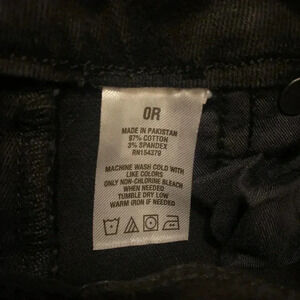 0R
MADE IN PAKISTAN
97% COTTON
3% SPANDEX
RN154379
MACHINE WASH COLD WITH
LIKE COLORS
ONLY NON-CHLORINE BLEACH
WHEN NEEDED
TUMBLE DRY LOW
WARM IRON IF NEEDED